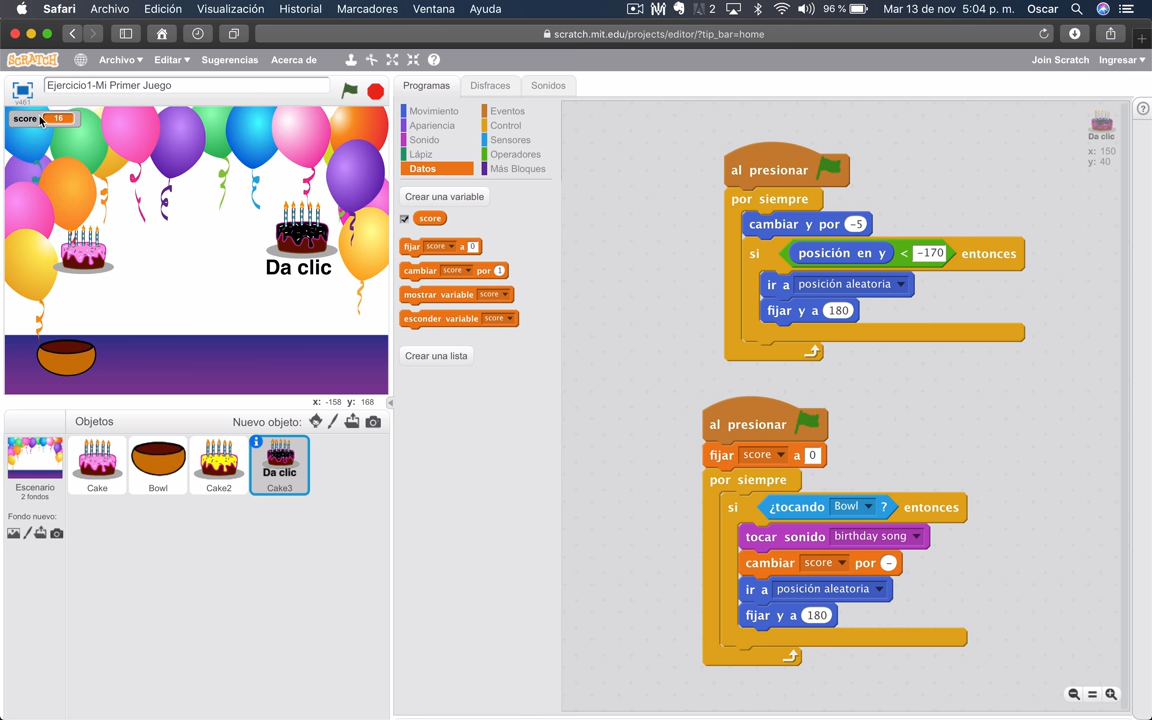 Safari Archivo Edición Visualización Historial Marcadores Ventana Ayuda 2 96 % Mar 13 de nov 5:04 p. m. Oscar
scratch.mit.edu/projects/editor/?tip_bar=home
SCRATCH Archivo Editar Sugerencias Acerca de Join Scratch Ingresar
v461
Ejercicio1-Mi Primer Juego
score 16
Da clic
x: -158 y: 168
Objetos Nuevo objeto:
Escenario
2 fondos
Fondo nuevo:
Cake
Bowl
Cake2
Da clic
Cake3
Programas Disfraces Sonidos
Movimiento Eventos
Apariencia Control
Sonido Sensores
Lápiz Operadores
Datos Más Bloques
Crear una variable
score
fijar score a 0
cambiar score por 1
mostrar variable score
esconder variable score
Crear una lista
al presionar
por siempre
cambiar y por -5
si posición en y < -170 entonces
ir a posición aleatoria
fijar y a 180
al presionar
fijar score a 0
por siempre
si ¿tocando Bowl ? entonces
tocar sonido birthday song
cambiar score por -
ir a posición aleatoria
fijar y a 180
Da clic
x: 150
y: 40